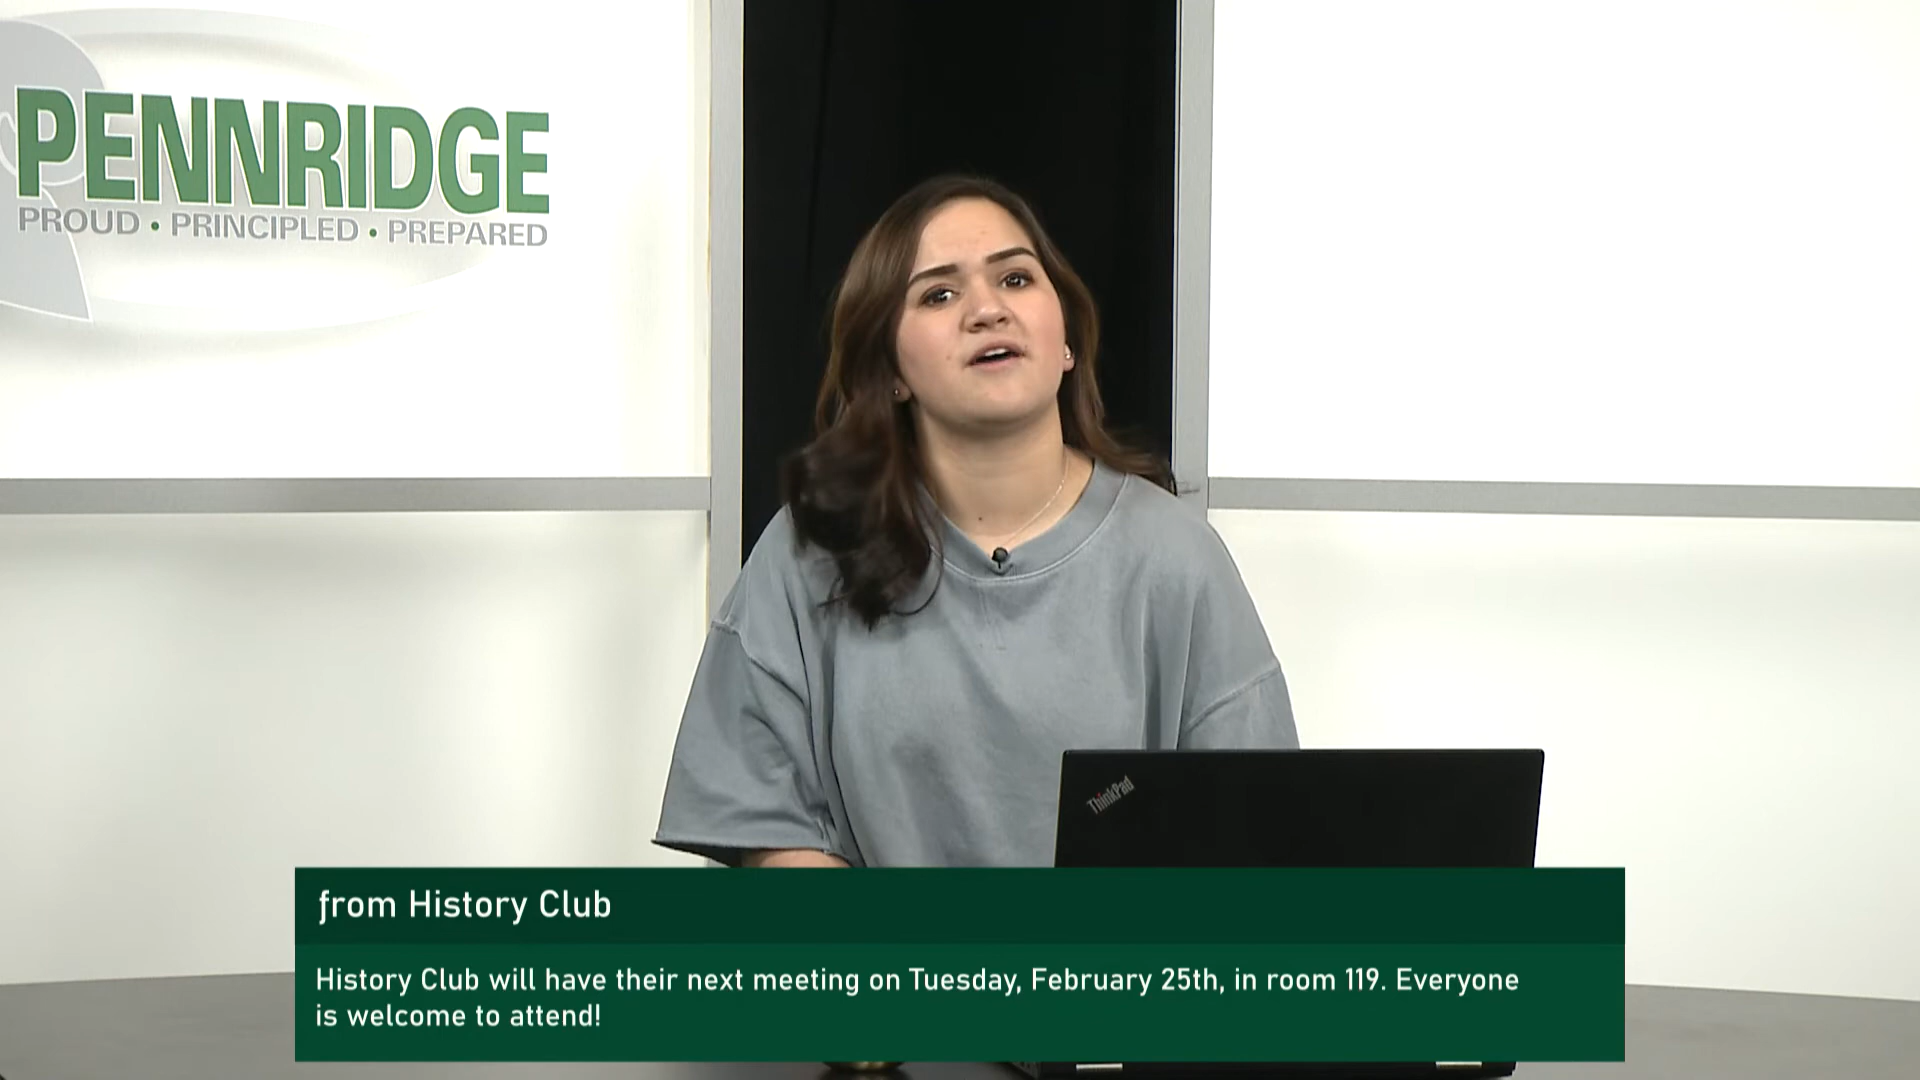 PENNRIDGE
PROUD • PRINCIPLED • PREPARED
ThinkPad
from History Club
History Club will have their next meeting on Tuesday, February 25th, in room 119. Everyone
is welcome to attend!